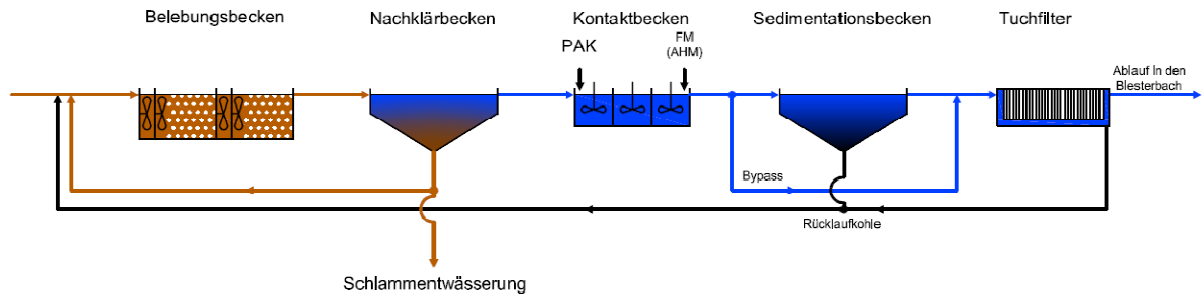 Belebungsbecken
Nachklärbecken
Kontaktbecken
Sedimentationsbecken
Tuchfilter
PAK
FM
(AHM)
Ablauf In den
Blesterbach
Bypass
Rücklaufkohle
Schlammentwässerung